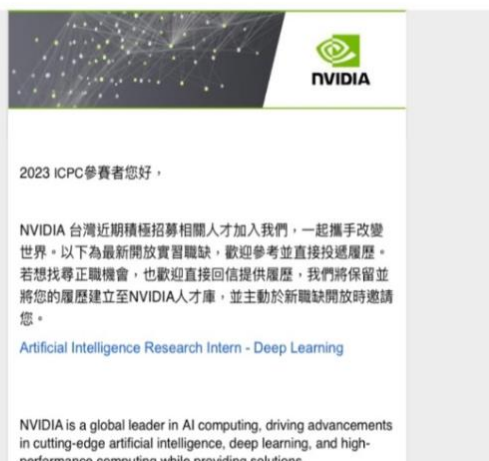 NVIDIA
2023 ICPC參賽者您好，
NVIDIA 台灣近期積極招募相關人才加入我們，一起攜手改變
世界。以下為最新開放實習職缺，歡迎參考並直接投遞履歷。
若想找尋正職機會，也歡迎直接回信提供履歷，我們將保留並
將您的履歷建立至NVIDIA人才庫，並主動於新職缺開放時邀請
您。
Artificial Intelligence Research Intern - Deep Learning
NVIDIA is a global leader in AI computing, driving advancements
in cutting-edge artificial intelligence, deep learning, and high-
performance computing while providing solutions